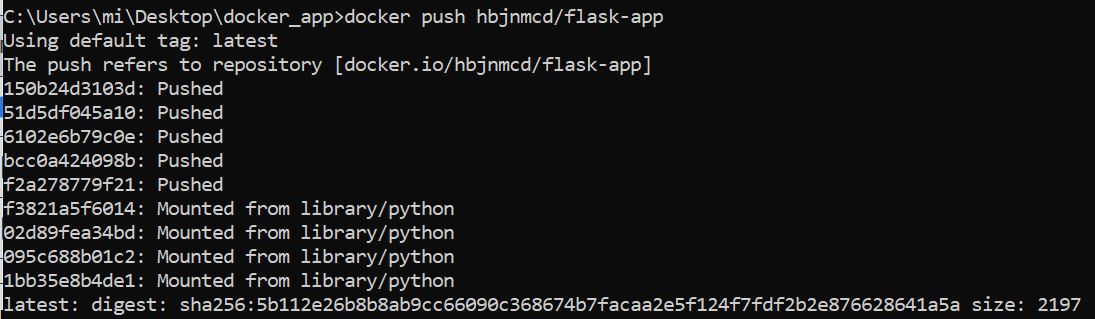 C:\Users\mi\Desktop\docker_app>docker push hbjnmcd/flask-app
Using default tag: latest
The push refers to repository [docker.io/hbjnmcd/flask-app]
150b24d3103d: Pushed
51d5df045a10: Pushed
6102e6b79c0e: Pushed
bcc0a424098b: Pushed
f2a278779f21: Pushed
f3821a5f6014: Mounted from library/python
02d89fea34bd: Mounted from library/python
095c688b01c2: Mounted from library/python
1bb35e8b4de1: Mounted from library/python
latest: digest: sha256:5b112e26b8b8ab9cc66090c368674b7facaa2e5f124f7fdf2b2e876628641a5a size: 2197